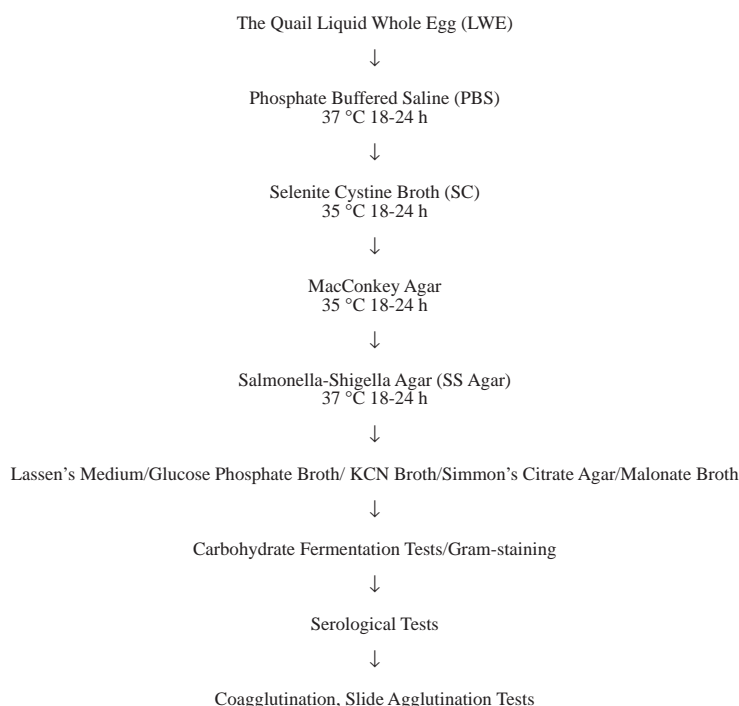 The Quail Liquid Whole Egg (LWE)
↓
Phosphate Buffered Saline (PBS)
37 °C 18-24 h
↓
Selenite Cystine Broth (SC)
35 °C 18-24 h
↓
MacConkey Agar
35 °C 18-24 h
↓
Salmonella-Shigella Agar (SS Agar)
37 °C 18-24 h
↓
Lassen's Medium/Glucose Phosphate Broth/ KCN Broth/Simmon's Citrate Agar/Malonate Broth
↓
Carbohydrate Fermentation Tests/Gram-staining
↓
Serological Tests
↓
Coagglutination, Slide Agglutination Tests